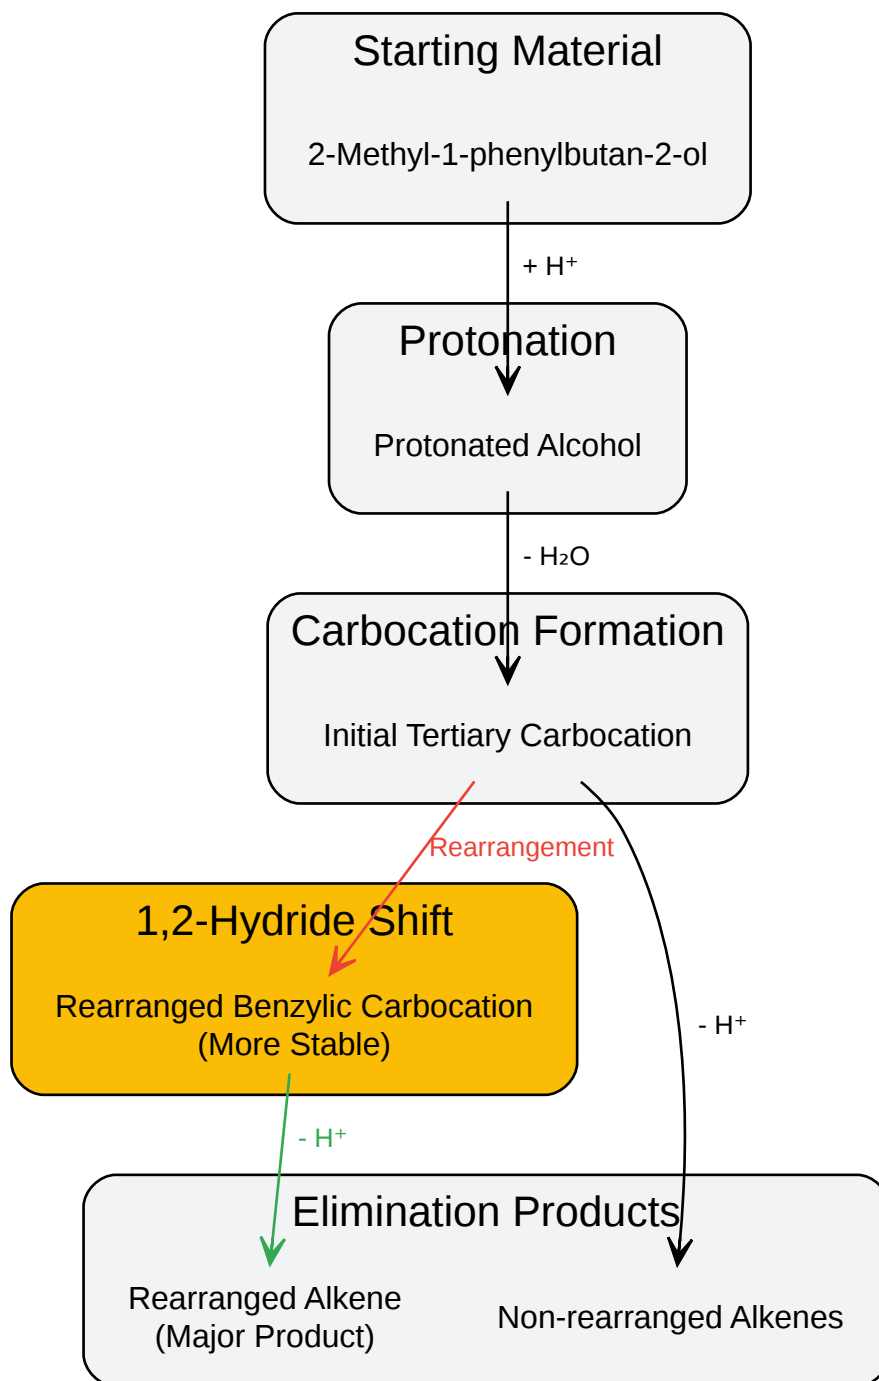 Starting Material
2-Methyl-1-phenylbutan-2-ol
+ H⁺
Protonation
Protonated Alcohol
- H₂O
Carbocation Formation
Initial Tertiary Carbocation
Rearrangement
1,2-Hydride Shift
Rearranged Benzylic Carbocation
(More Stable)
- H⁺
- H⁺
Elimination Products
Rearranged Alkene
(Major Product)
Non-rearranged Alkenes